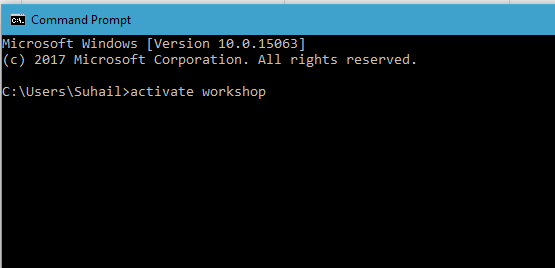 Command Prompt
Microsoft Windows [Version 10.0.15063]
(c) 2017 Microsoft Corporation. All rights reserved.
C:\Users\Suhail>activate workshop